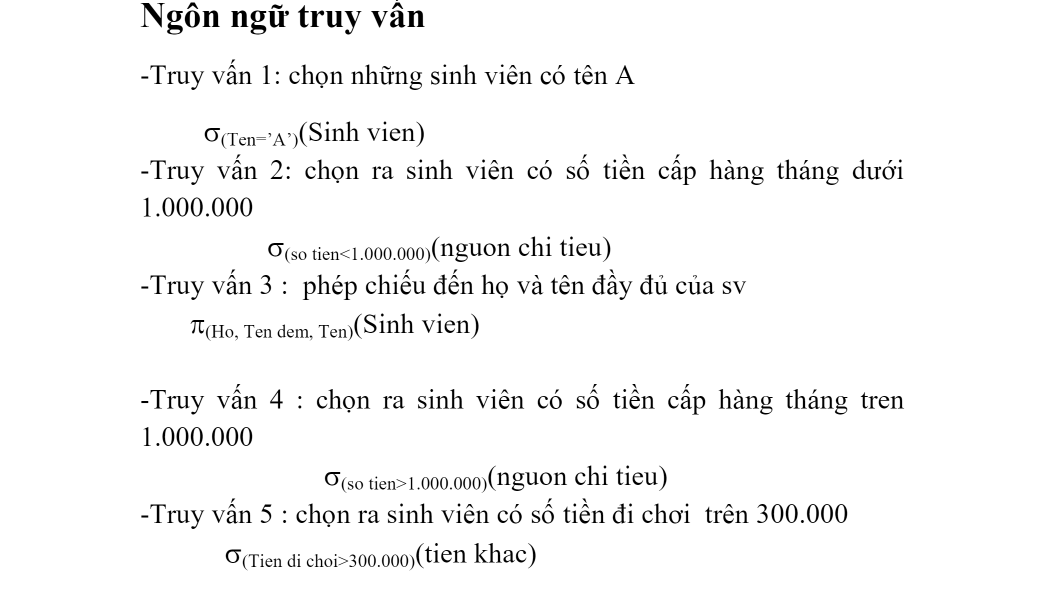 Ngôn ngữ truy vấn
-Truy vấn 1: chọn những sinh viên có tên A
σ(Ten=’A’)(Sinh vien)
-Truy vấn 2: chọn ra sinh viên có số tiền cấp hàng tháng dưới
1.000.000
σ(so tien<1.000.000)(nguon chi tieu)
-Truy vấn 3 :  phép chiếu đến họ và tên đầy đủ của sv
π(Ho, Ten dem, Ten)(Sinh vien)
-Truy vấn 4 : chọn ra sinh viên có số tiền cấp hàng tháng tren
1.000.000
σ(so tien>1.000.000)(nguon chi tieu)
-Truy vấn 5 : chọn ra sinh viên có số tiền đi chơi  trên 300.000
σ(Tien di choi>300.000)(tien khac)